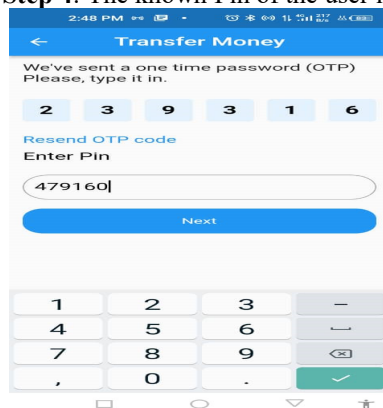 Step 4: The known Pin of the user i
2:48 PM
Transfer Money
We've sent a one time password (OTP)
Please, type it in.
2 3 9 3 1 6
Resend OTP code
Enter Pin
479160
Next
1 2 3 –
4 5 6
7 8 9
, 0 .